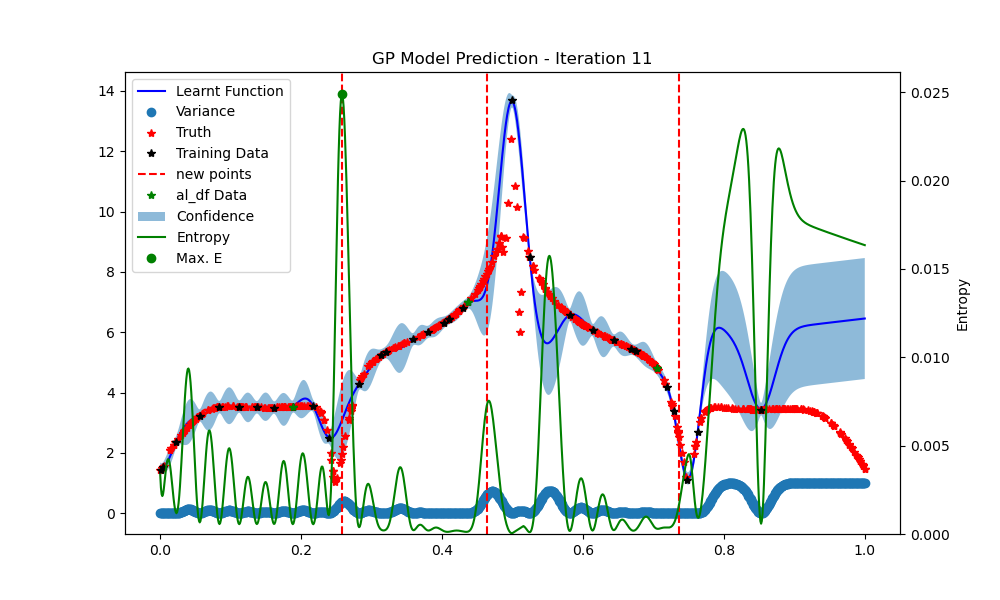 GP Model Prediction - Iteration 11
Learnt Function
Variance
Truth
Training Data
new points
al_df Data
Confidence
Entropy
Max. E
14
12
10
8
6
4
2
0
0.025
0.020
0.015
0.010
0.005
0.000
Entropy
0.0 0.2 0.4 0.6 0.8 1.0